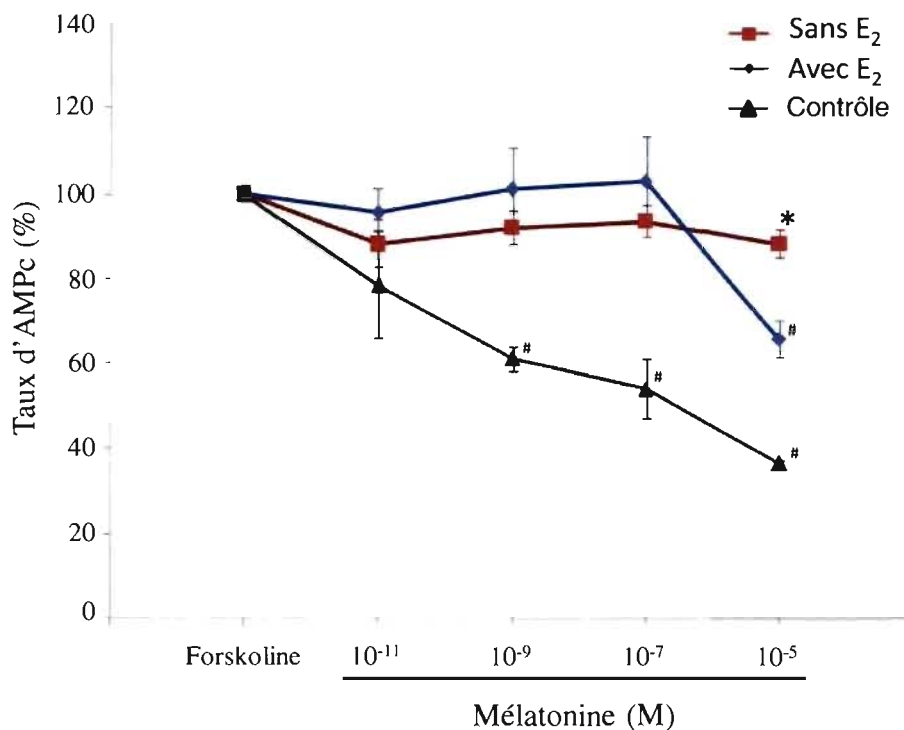 140
120
100
80
60
40
20
0
Taux d'AMPc (%)
Sans E₂
Avec E₂
Contrôle
*
#
#
#
#
Forskoline 10⁻¹¹ 10⁻⁹ 10⁻⁷ 10⁻⁵
Mélatonine (M)